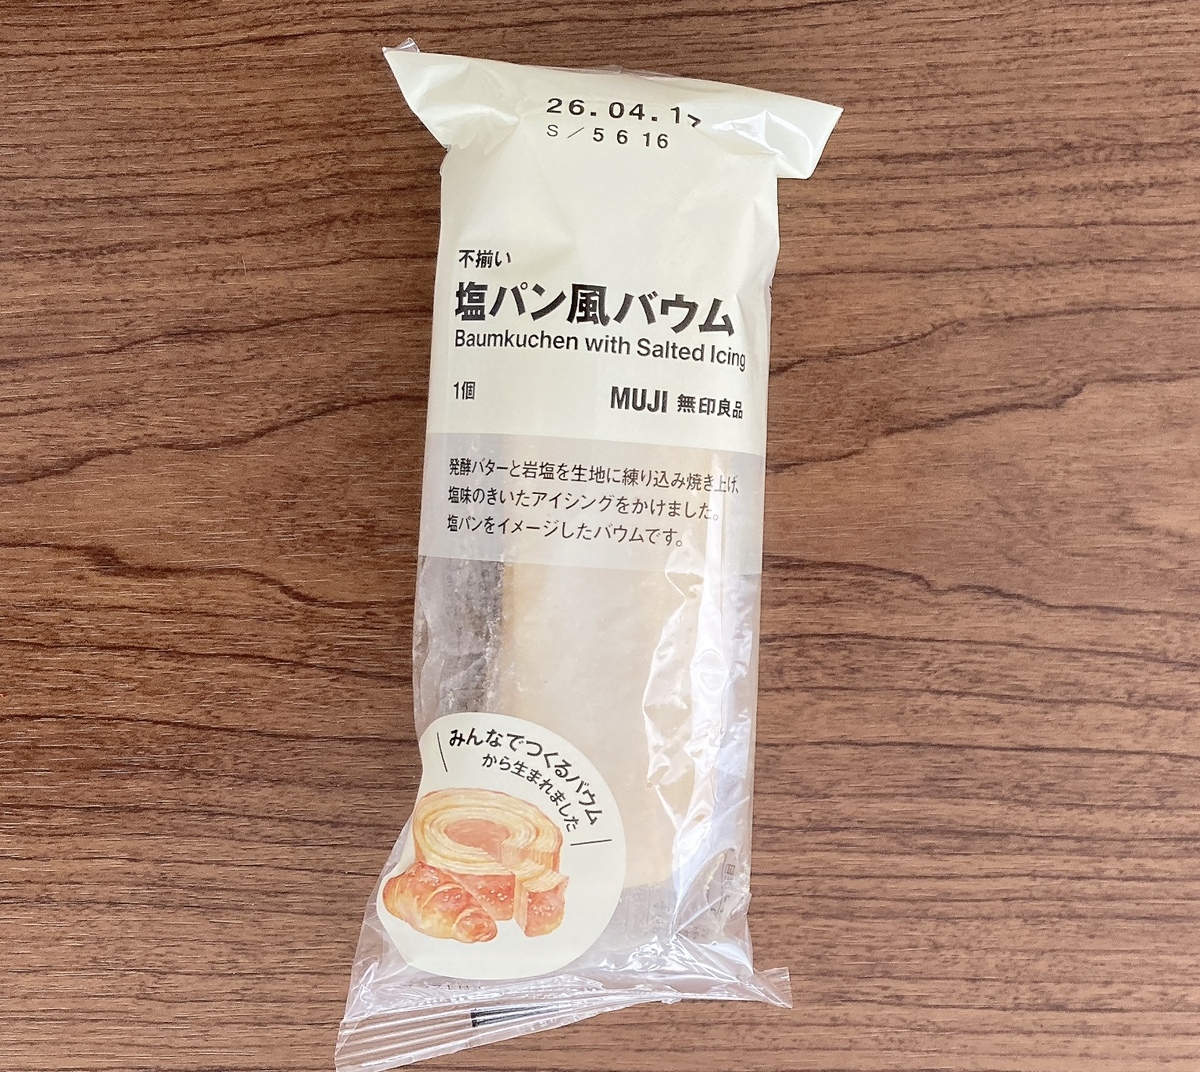 26.04.17
S/5616
不揃い
塩パン風バウム
Baumkuchen with Salted Icing
1個
MUJI 無印良品
発酵バターと岩塩を生地に練り込み焼き上げ、
塩味のきいたアイシングをかけました。
塩パンをイメージしたバウムです。
みんなでつくるバウム
から生まれました